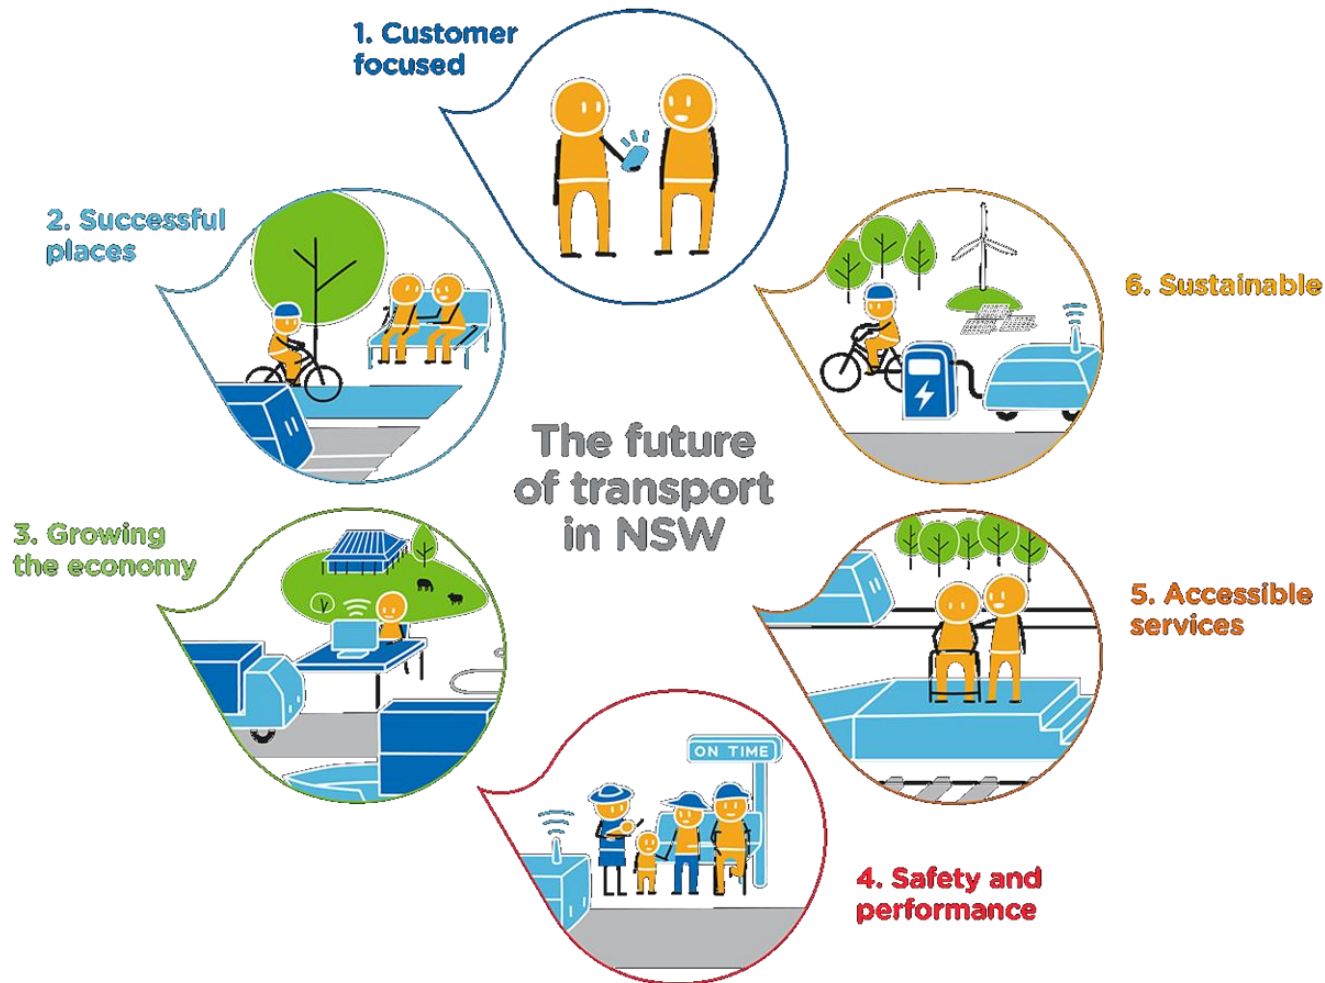 1. Customer
focused
2. Successful
places
3. Growing
the economy
ON TIME
4. Safety and
performance
5. Accessible
services
6. Sustainable
The future
of transport
in NSW